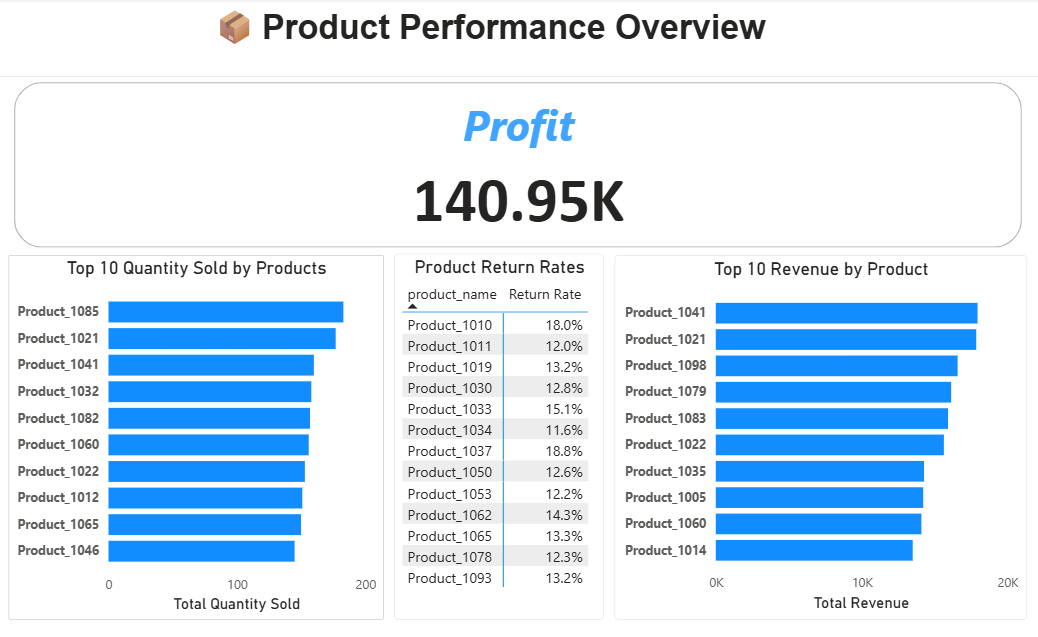 📦 Product Performance Overview
Profit
140.95K
Top 10 Quantity Sold by Products
Product_1085
Product_1021
Product_1041
Product_1032
Product_1082
Product_1060
Product_1022
Product_1012
Product_1065
Product_1046
0 100 200
Total Quantity Sold
Product Return Rates
product_name Return Rate
Product_1010 18.0%
Product_1011 12.0%
Product_1019 13.2%
Product_1030 12.8%
Product_1033 15.1%
Product_1034 11.6%
Product_1037 18.8%
Product_1050 12.6%
Product_1053 12.2%
Product_1062 14.3%
Product_1065 13.3%
Product_1078 12.3%
Product_1093 13.2%
Top 10 Revenue by Product
Product_1041
Product_1021
Product_1098
Product_1079
Product_1083
Product_1022
Product_1035
Product_1005
Product_1060
Product_1014
0K 10K 20K
Total Revenue